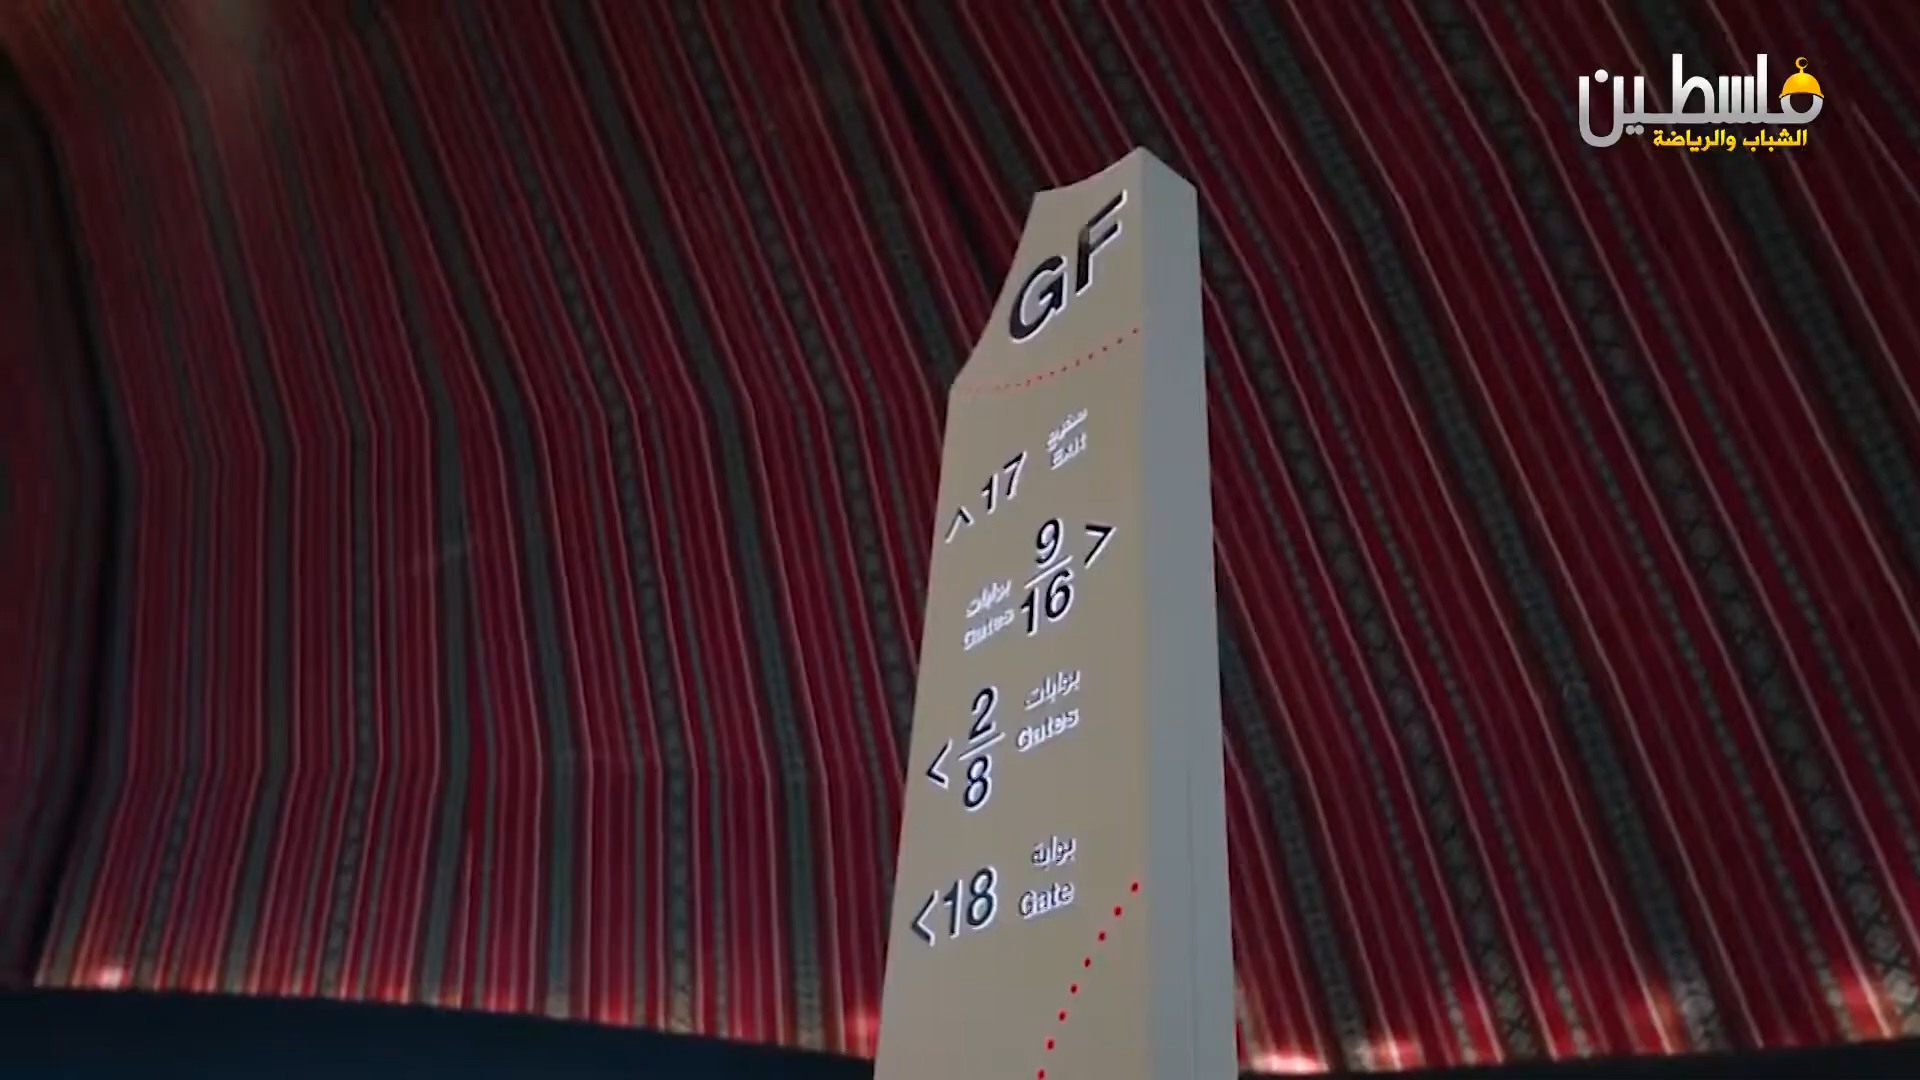 فلسطين
الشباب والرياضة
GF
مخرج
Exit
^ 17
9 >
16
بوابات
Gates
2
< 8
بوابات
Gates
بوابة
< 18 Gate